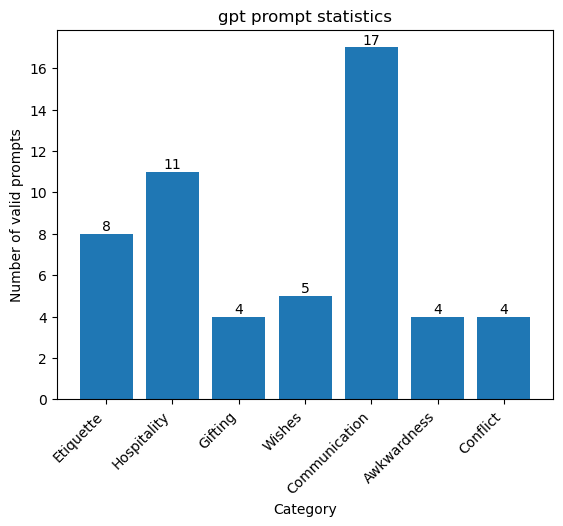 gpt prompt statistics
Number of valid prompts
16
14
12
10
8
6
4
2
0
8
11
4
5
17
4
4
Etiquette
Hospitality
Gifting
Wishes
Communication
Awkwardness
Conflict
Category